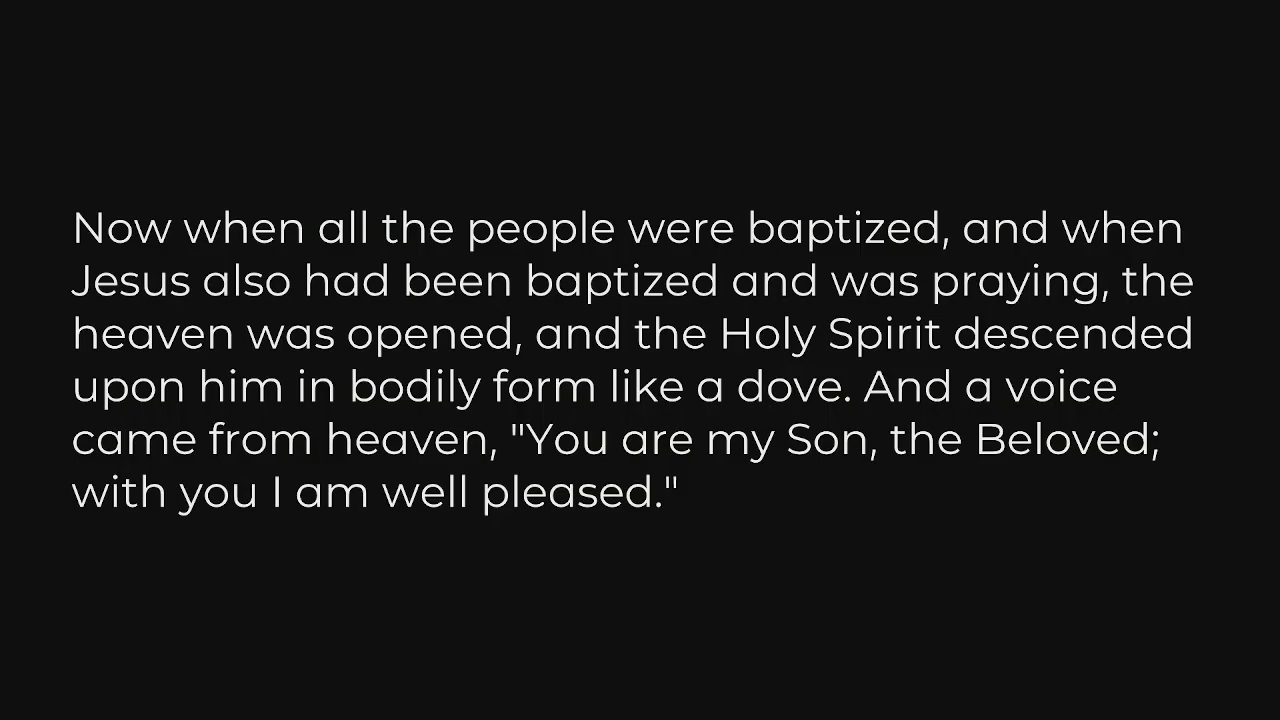 Now when all the people were baptized, and when
Jesus also had been baptized and was praying, the
heaven was opened, and the Holy Spirit descended
upon him in bodily form like a dove. And a voice
came from heaven, "You are my Son, the Beloved;
with you I am well pleased."